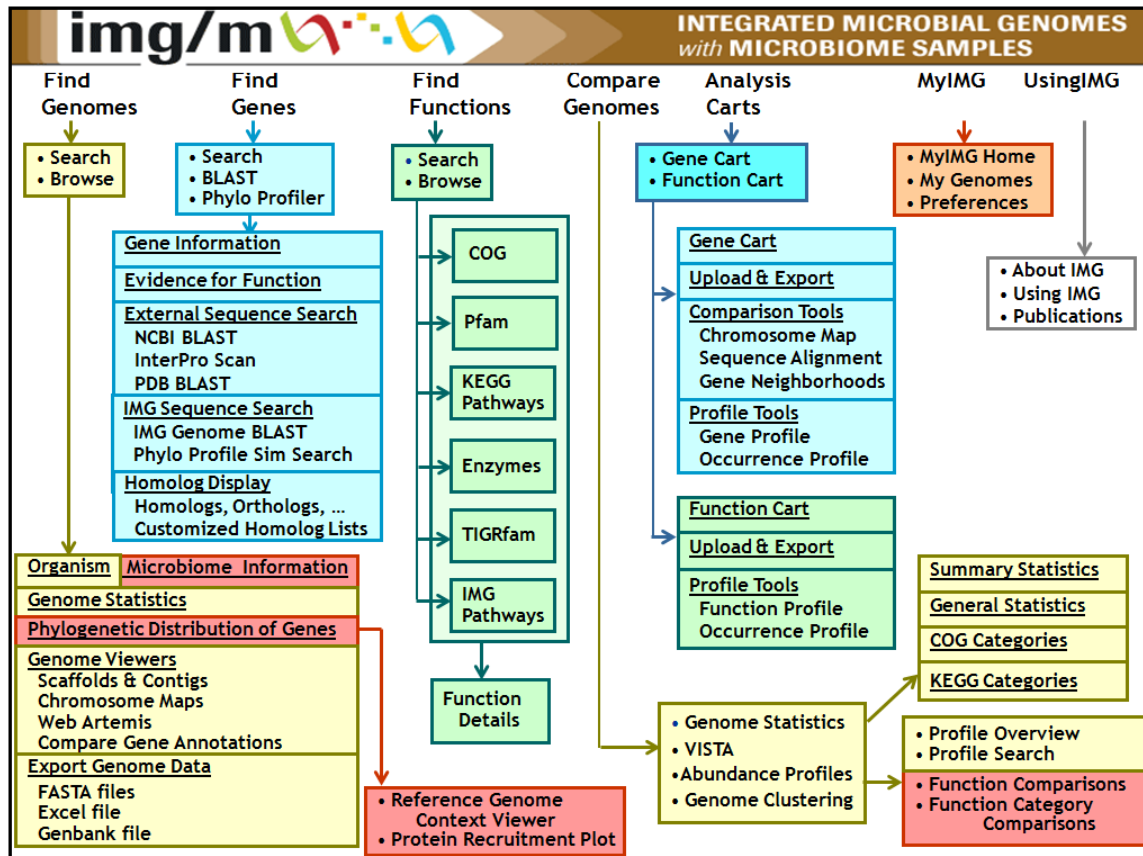 img/m
INTEGRATED MICROBIAL GENOMES
with MICROBIOME SAMPLES
Find
Genomes
Find
Genes
Find
Functions
Compare
Genomes
Analysis
Carts
MyIMG
UsingIMG
• Search
• Browse
• Search
• BLAST
• Phylo Profiler
• Search
• Browse
• Gene Cart
• Function Cart
• MyIMG Home
• My Genomes
• Preferences
• About IMG
• Using IMG
• Publications
Gene Information
Evidence for Function
External Sequence Search
NCBI BLAST
InterPro Scan
PDB BLAST
IMG Sequence Search
IMG Genome BLAST
Phylo Profile Sim Search
Homolog Display
Homologs, Orthologs, ...
Customized Homolog Lists
COG
Pfam
KEGG
Pathways
Enzymes
TIGRfam
IMG
Pathways
Function
Details
Gene Cart
Upload & Export
Comparison Tools
Chromosome Map
Sequence Alignment
Gene Neighborhoods
Profile Tools
Gene Profile
Occurrence Profile
Function Cart
Upload & Export
Profile Tools
Function Profile
Occurrence Profile
Organism
Microbiome Information
Genome Statistics
Phylogenetic Distribution of Genes
Genome Viewers
Scaffolds & Contigs
Chromosome Maps
Web Artemis
Compare Gene Annotations
Export Genome Data
FASTA files
Excel file
Genbank file
• Reference Genome
Context Viewer
• Protein Recruitment Plot
• Genome Statistics
• VISTA
•Abundance Profiles
• Genome Clustering
Summary Statistics
General Statistics
COG Categories
KEGG Categories
• Profile Overview
• Profile Search
• Function Comparisons
• Function Category
Comparisons